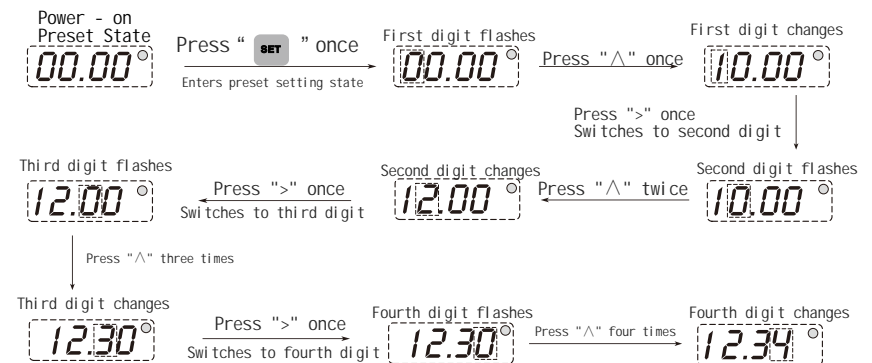 Power - on
Preset State
00.00
Press " SET " once
Enters preset setting state
First digit flashes
00.00
Press "∧" once
First digit changes
10.00
Press ">" once
Switches to second digit
Second digit flashes
10.00
Press "∧" twice
Second digit changes
12.00
Press ">" once
Switches to third digit
Third digit flashes
12.00
Press "∧" three times
Third digit changes
12.30
Press ">" once
Switches to fourth digit
Fourth digit flashes
12.30
Press "∧" four times
Fourth digit changes
12.34